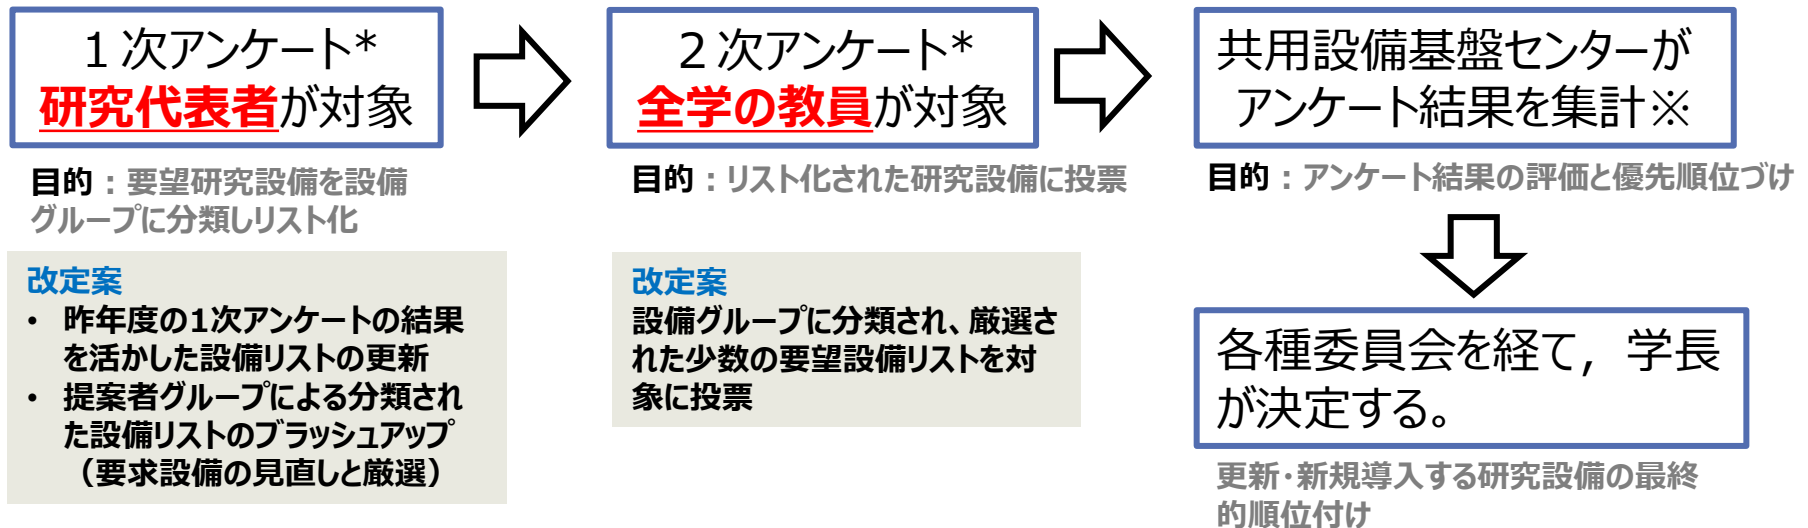 １次アンケート*
研究代表者が対象
目的：要望研究設備を設備
グループに分類しリスト化
改定案
• 昨年度の1次アンケートの結果
を活かした設備リストの更新
• 提案者グループによる分類され
た設備リストのブラッシュアップ
（要求設備の見直しと厳選）
２次アンケート*
全学の教員が対象
目的：リスト化された研究設備に投票
改定案
設備グループに分類され、厳選さ
れた少数の要望設備リストを対
象に投票
共用設備基盤センターが
アンケート結果を集計※
目的：アンケート結果の評価と優先順位づけ
各種委員会を経て，学長
が決定する。
更新・新規導入する研究設備の最終
的順位付け